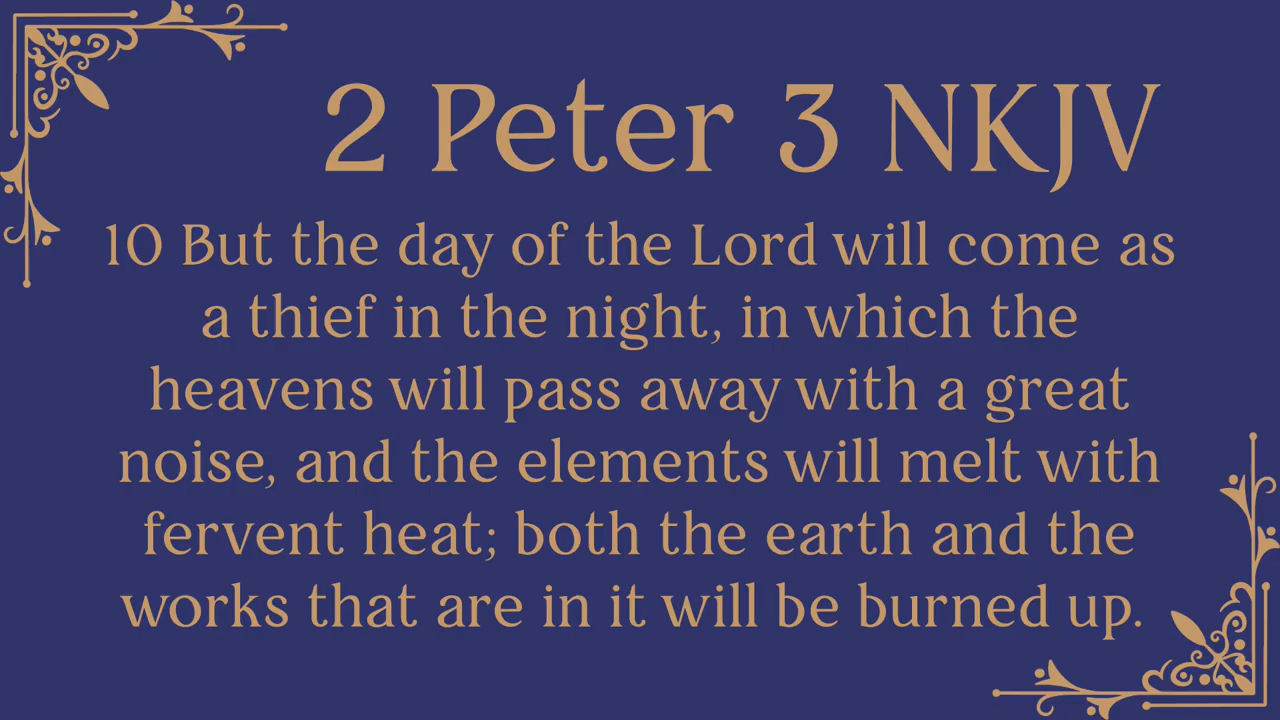 2 Peter 3 NKJV
10 But the day of the Lord will come as
a thief in the night, in which the
heavens will pass away with a great
noise, and the elements will melt with
fervent heat; both the earth and the
works that are in it will be burned up.